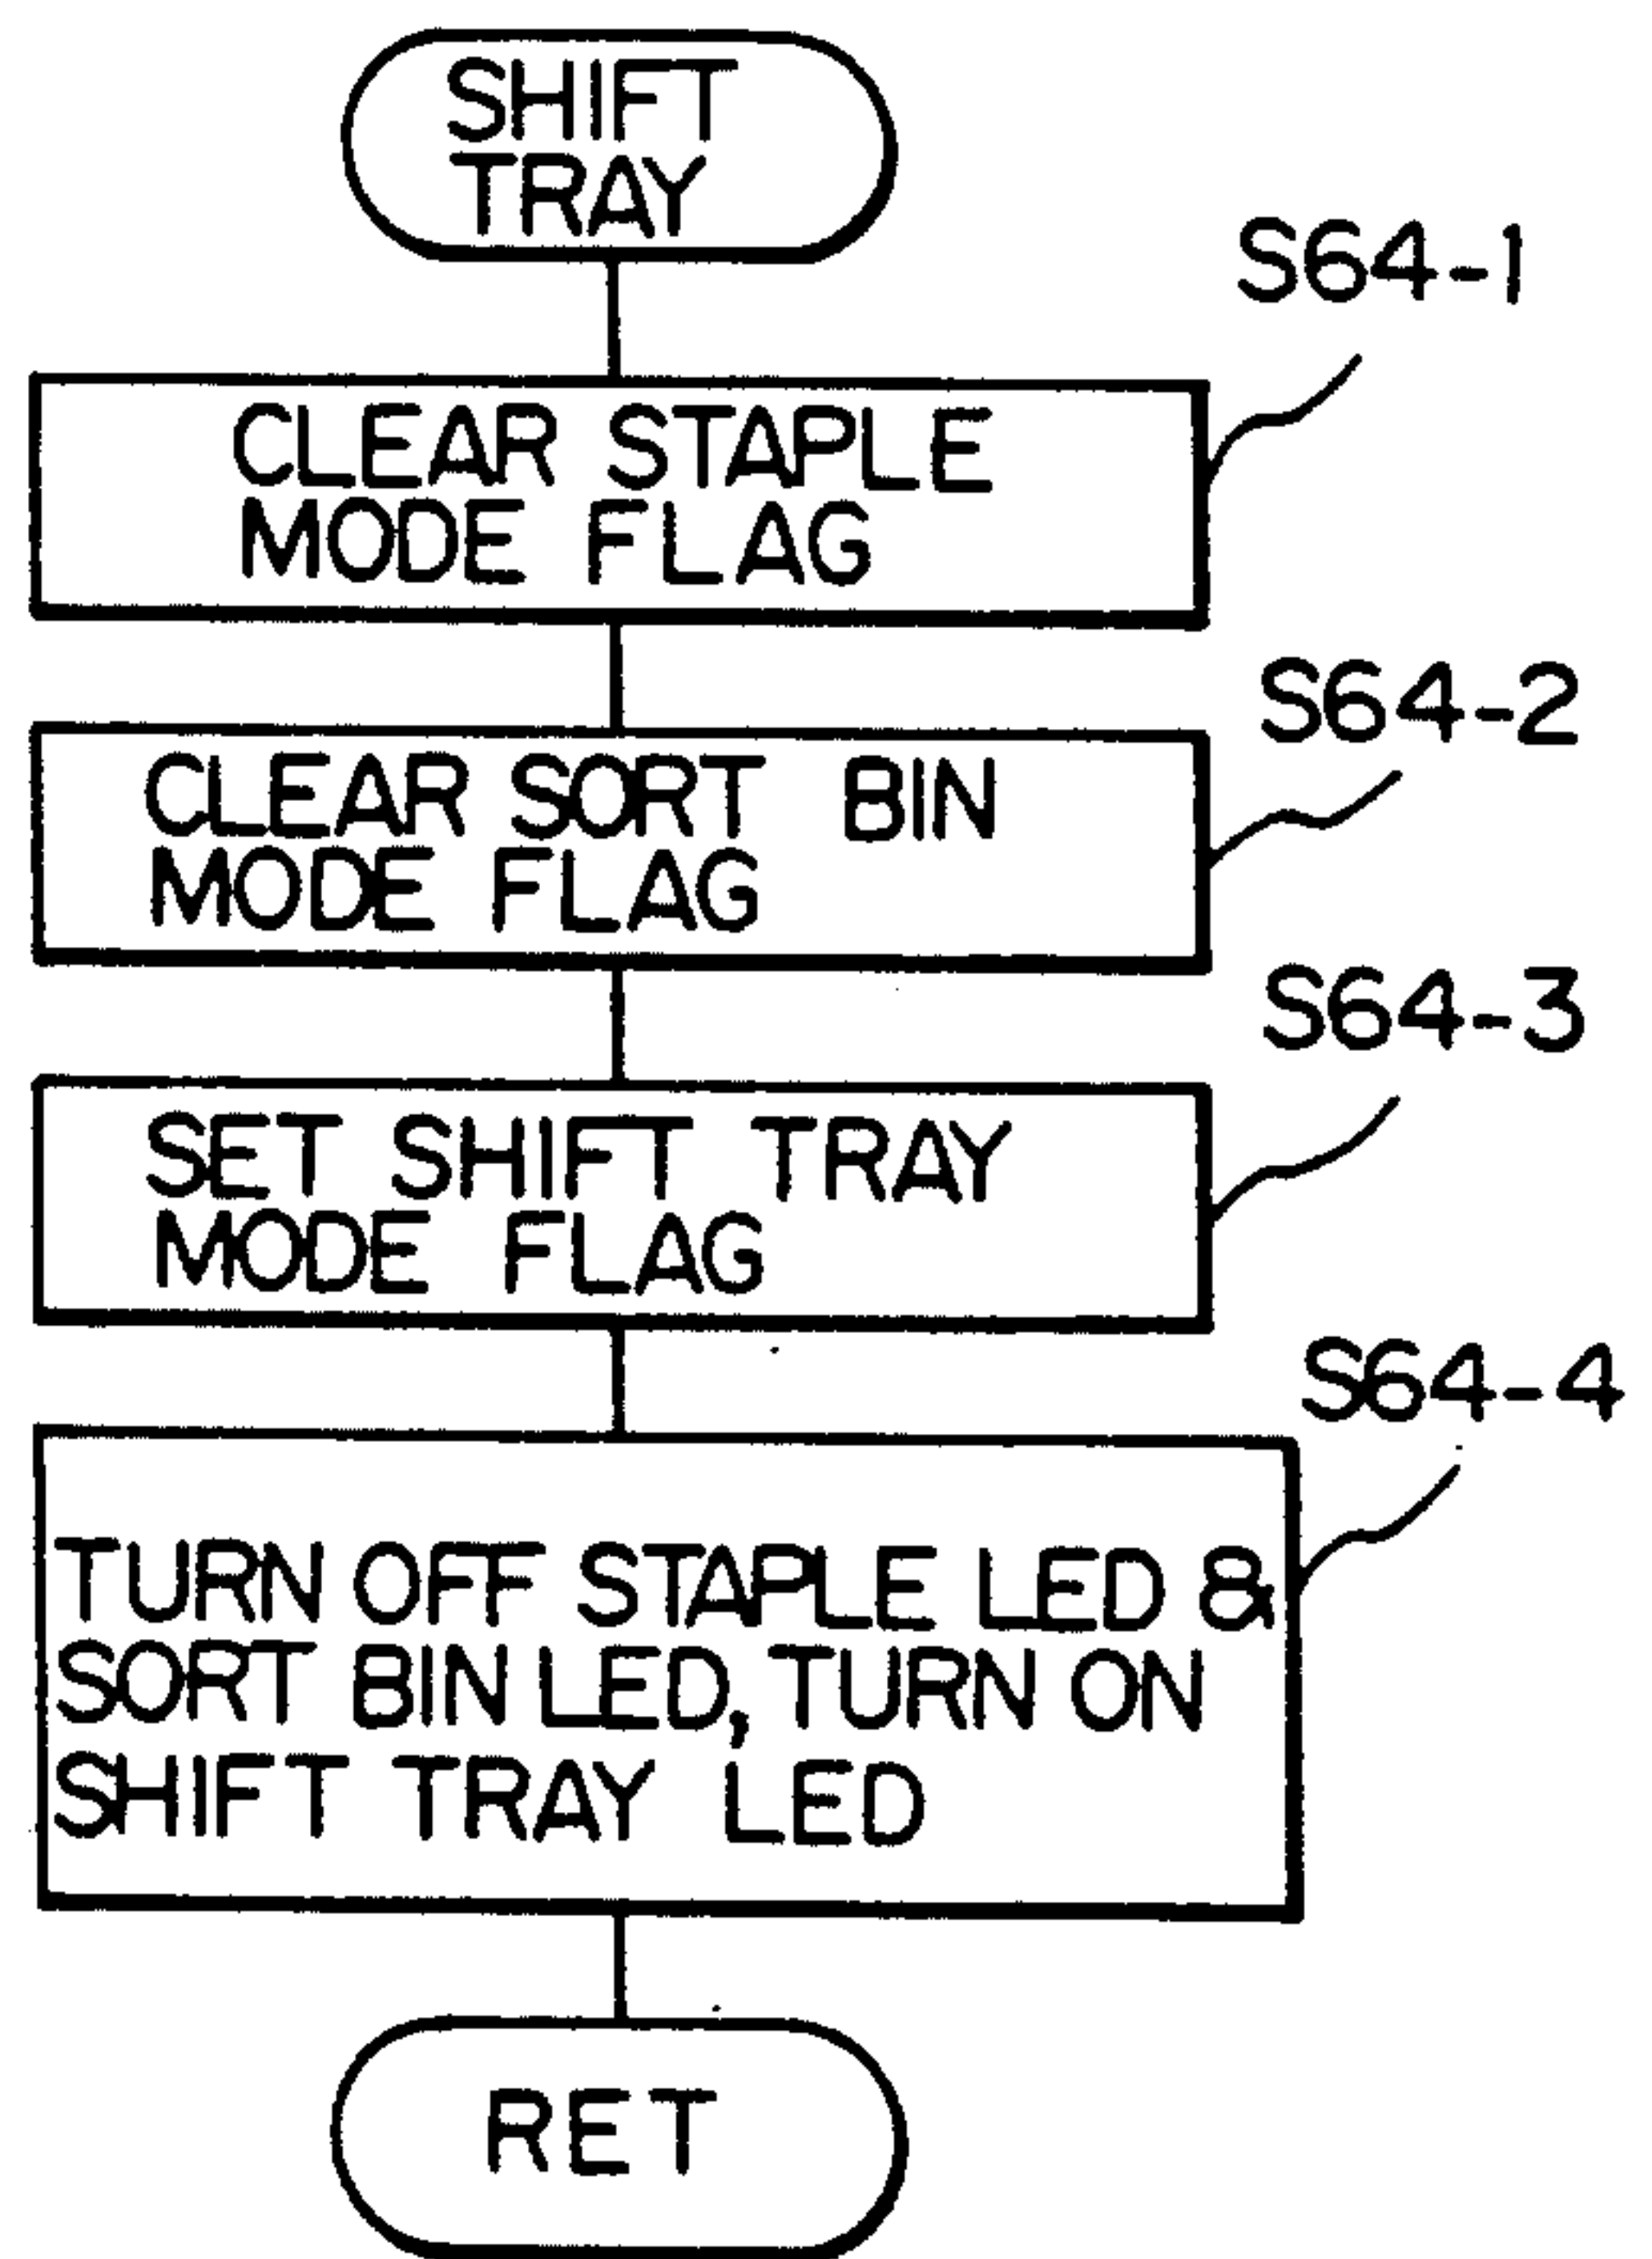 SHIFT
TRAY
S64-1
CLEAR STAPLE
MODE FLAG
S64-2
CLEAR SORT BIN
MODE FLAG
S64-3
SET SHIFT TRAY
MODE FLAG
S64-4
TURN OFF STAPLE LED &
SORT BIN LED, TURN ON
SHIFT TRAY LED
RET